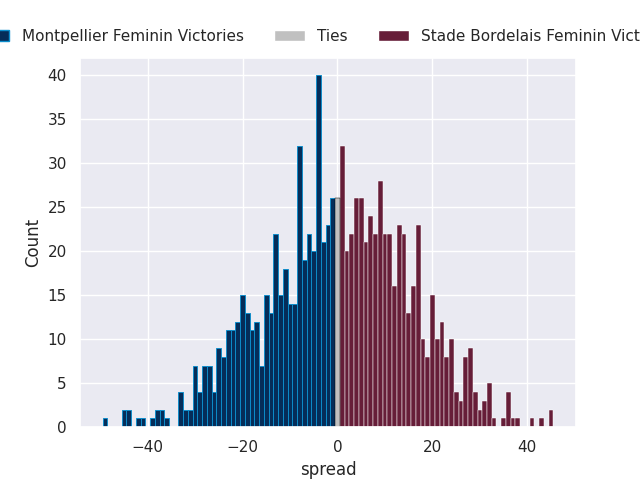 Montpellier Feminin Victories Ties Stade Bordelais Feminin Vict
40
35
30
25
20
15
10
5
0
Count
−40 −20 0 20 40
spread